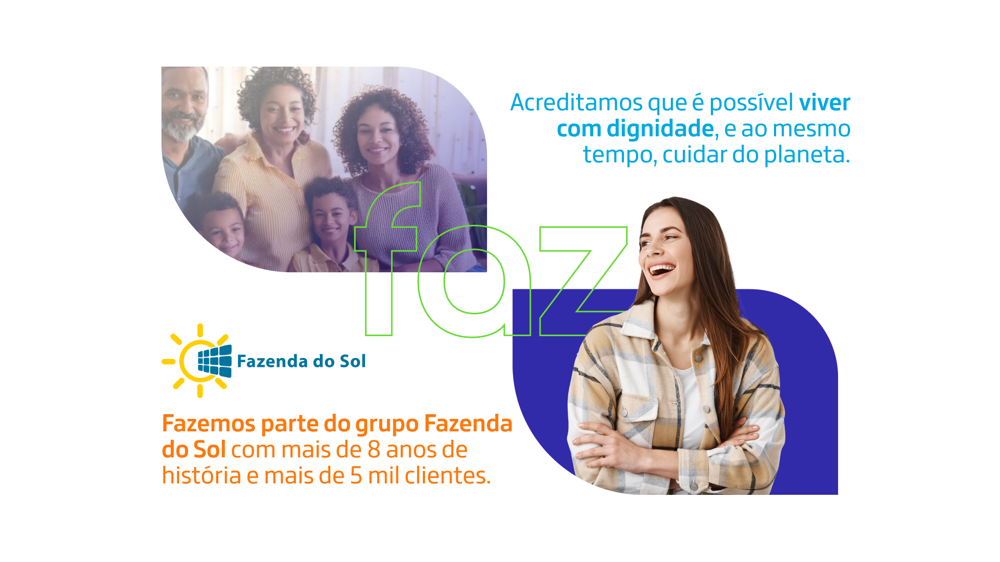 Acreditamos que é possível viver
com dignidade, e ao mesmo
tempo, cuidar do planeta.
faz
Fazenda do Sol
Fazemos parte do grupo Fazenda
do Sol com mais de 8 anos de
história e mais de 5 mil clientes.